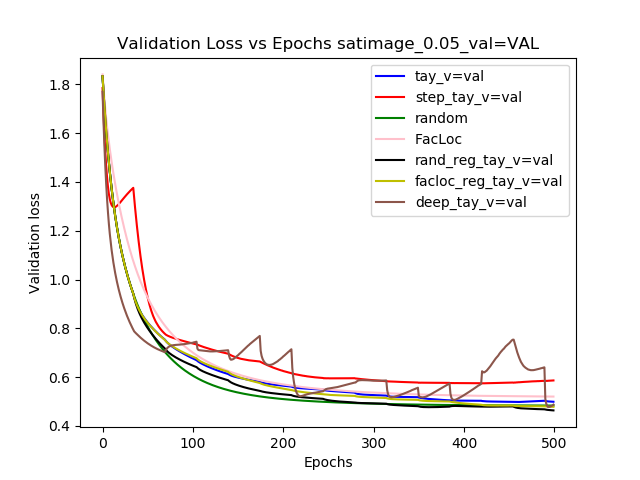 Validation Loss vs Epochs satimage_0.05_val=VAL
Validation loss
1.8
1.6
1.4
1.2
1.0
0.8
0.6
0.4
tay_v=val
step_tay_v=val
random
FacLoc
rand_reg_tay_v=val
facloc_reg_tay_v=val
deep_tay_v=val
0
100
200
300
400
500
Epochs